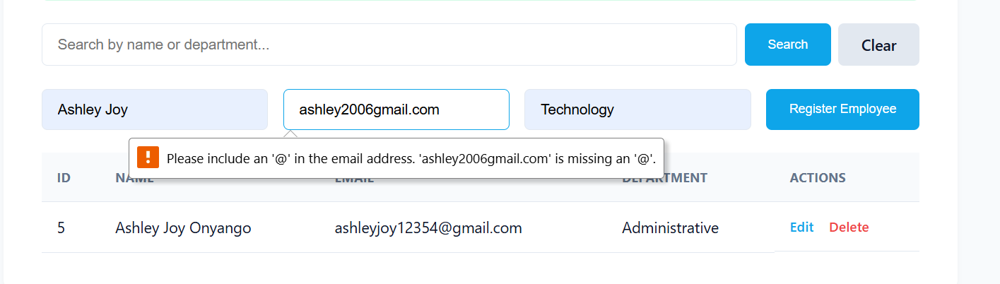 Search by name or department...
Search
Clear
Ashley Joy
ashley2006gmail.com
Technology
Register Employee
Please include an '@' in the email address. 'ashley2006gmail.com' is missing an '@'.
ID
NAME
EMAIL
DEPARTMENT
ACTIONS
5
Ashley Joy Onyango
ashleyjoy12354@gmail.com
Administrative
Edit
Delete